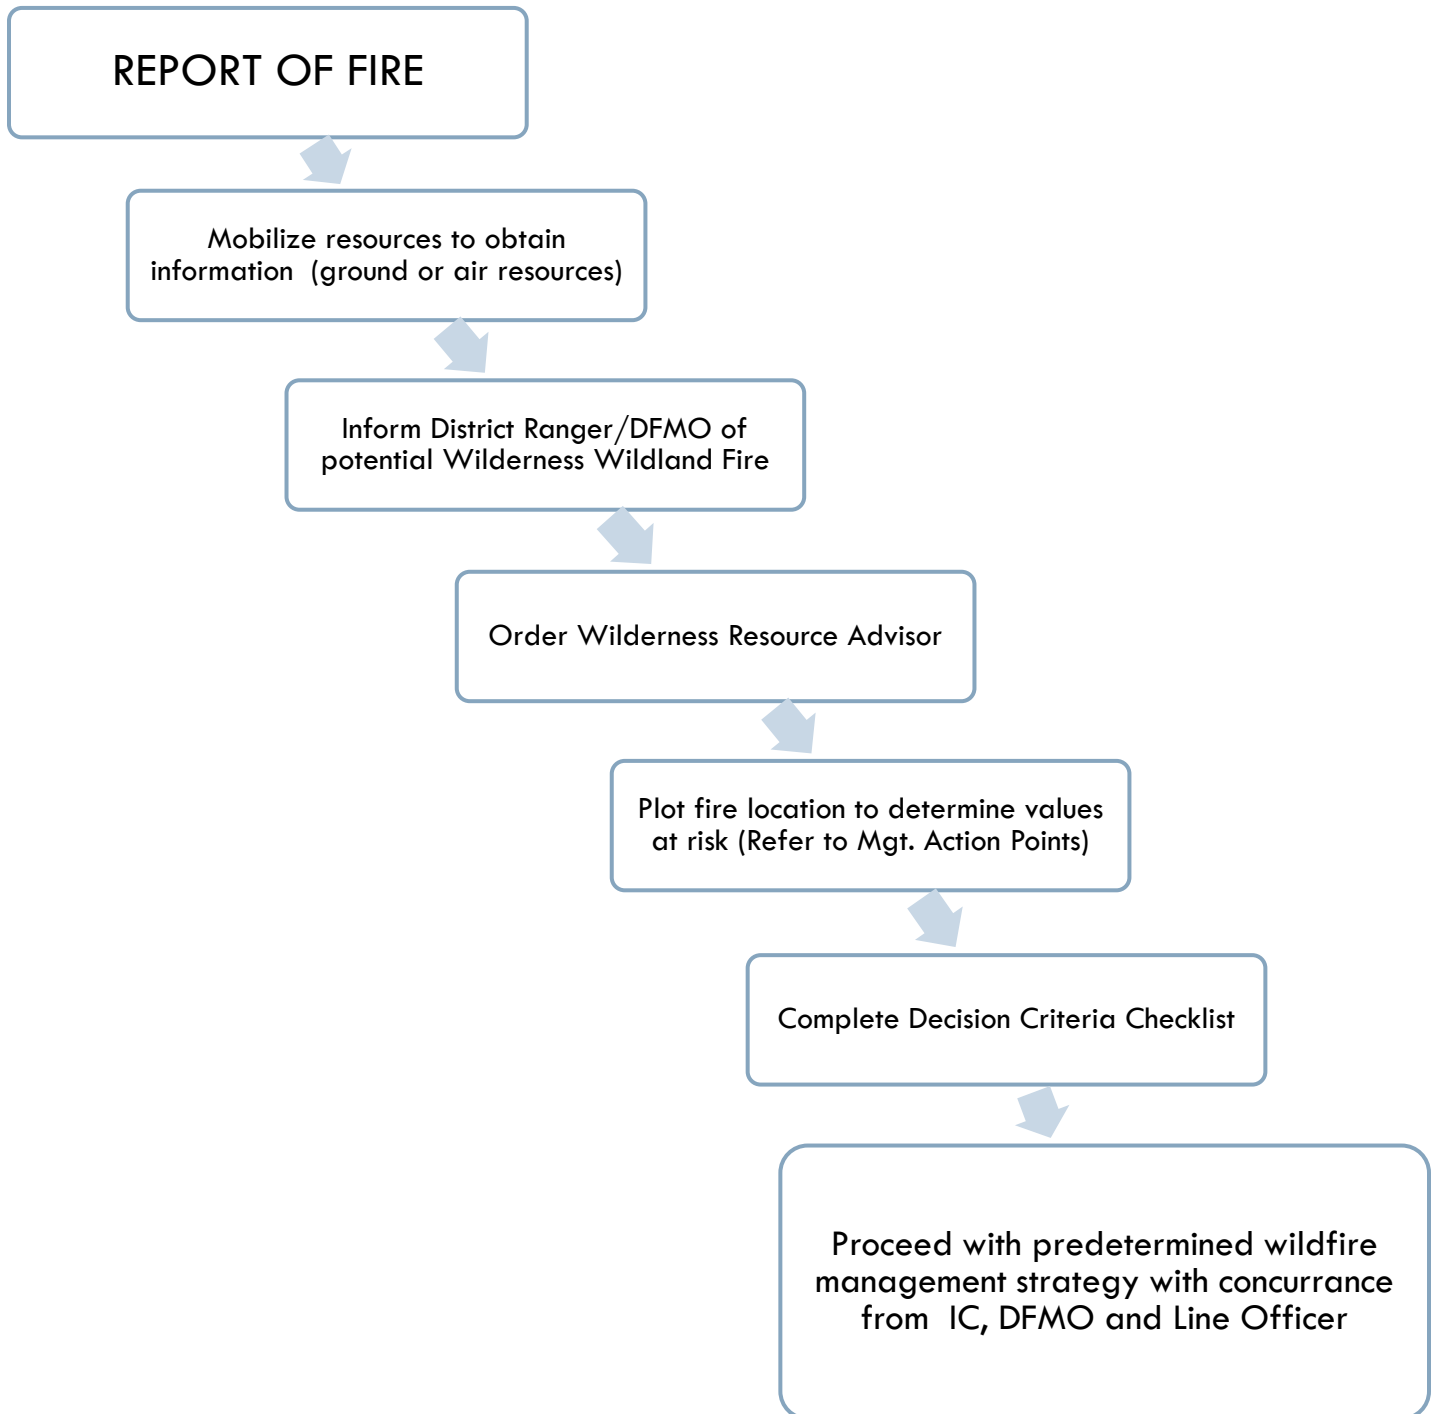 REPORT OF FIRE
Mobilize resources to obtain
information  (ground or air resources)
Inform District Ranger/DFMO of
potential Wilderness Wildland Fire
Order Wilderness Resource Advisor
Plot fire location to determine values
at risk (Refer to Mgt. Action Points)
Complete Decision Criteria Checklist
Proceed with predetermined wildfire
management strategy with concurrance
from  IC, DFMO and Line Officer